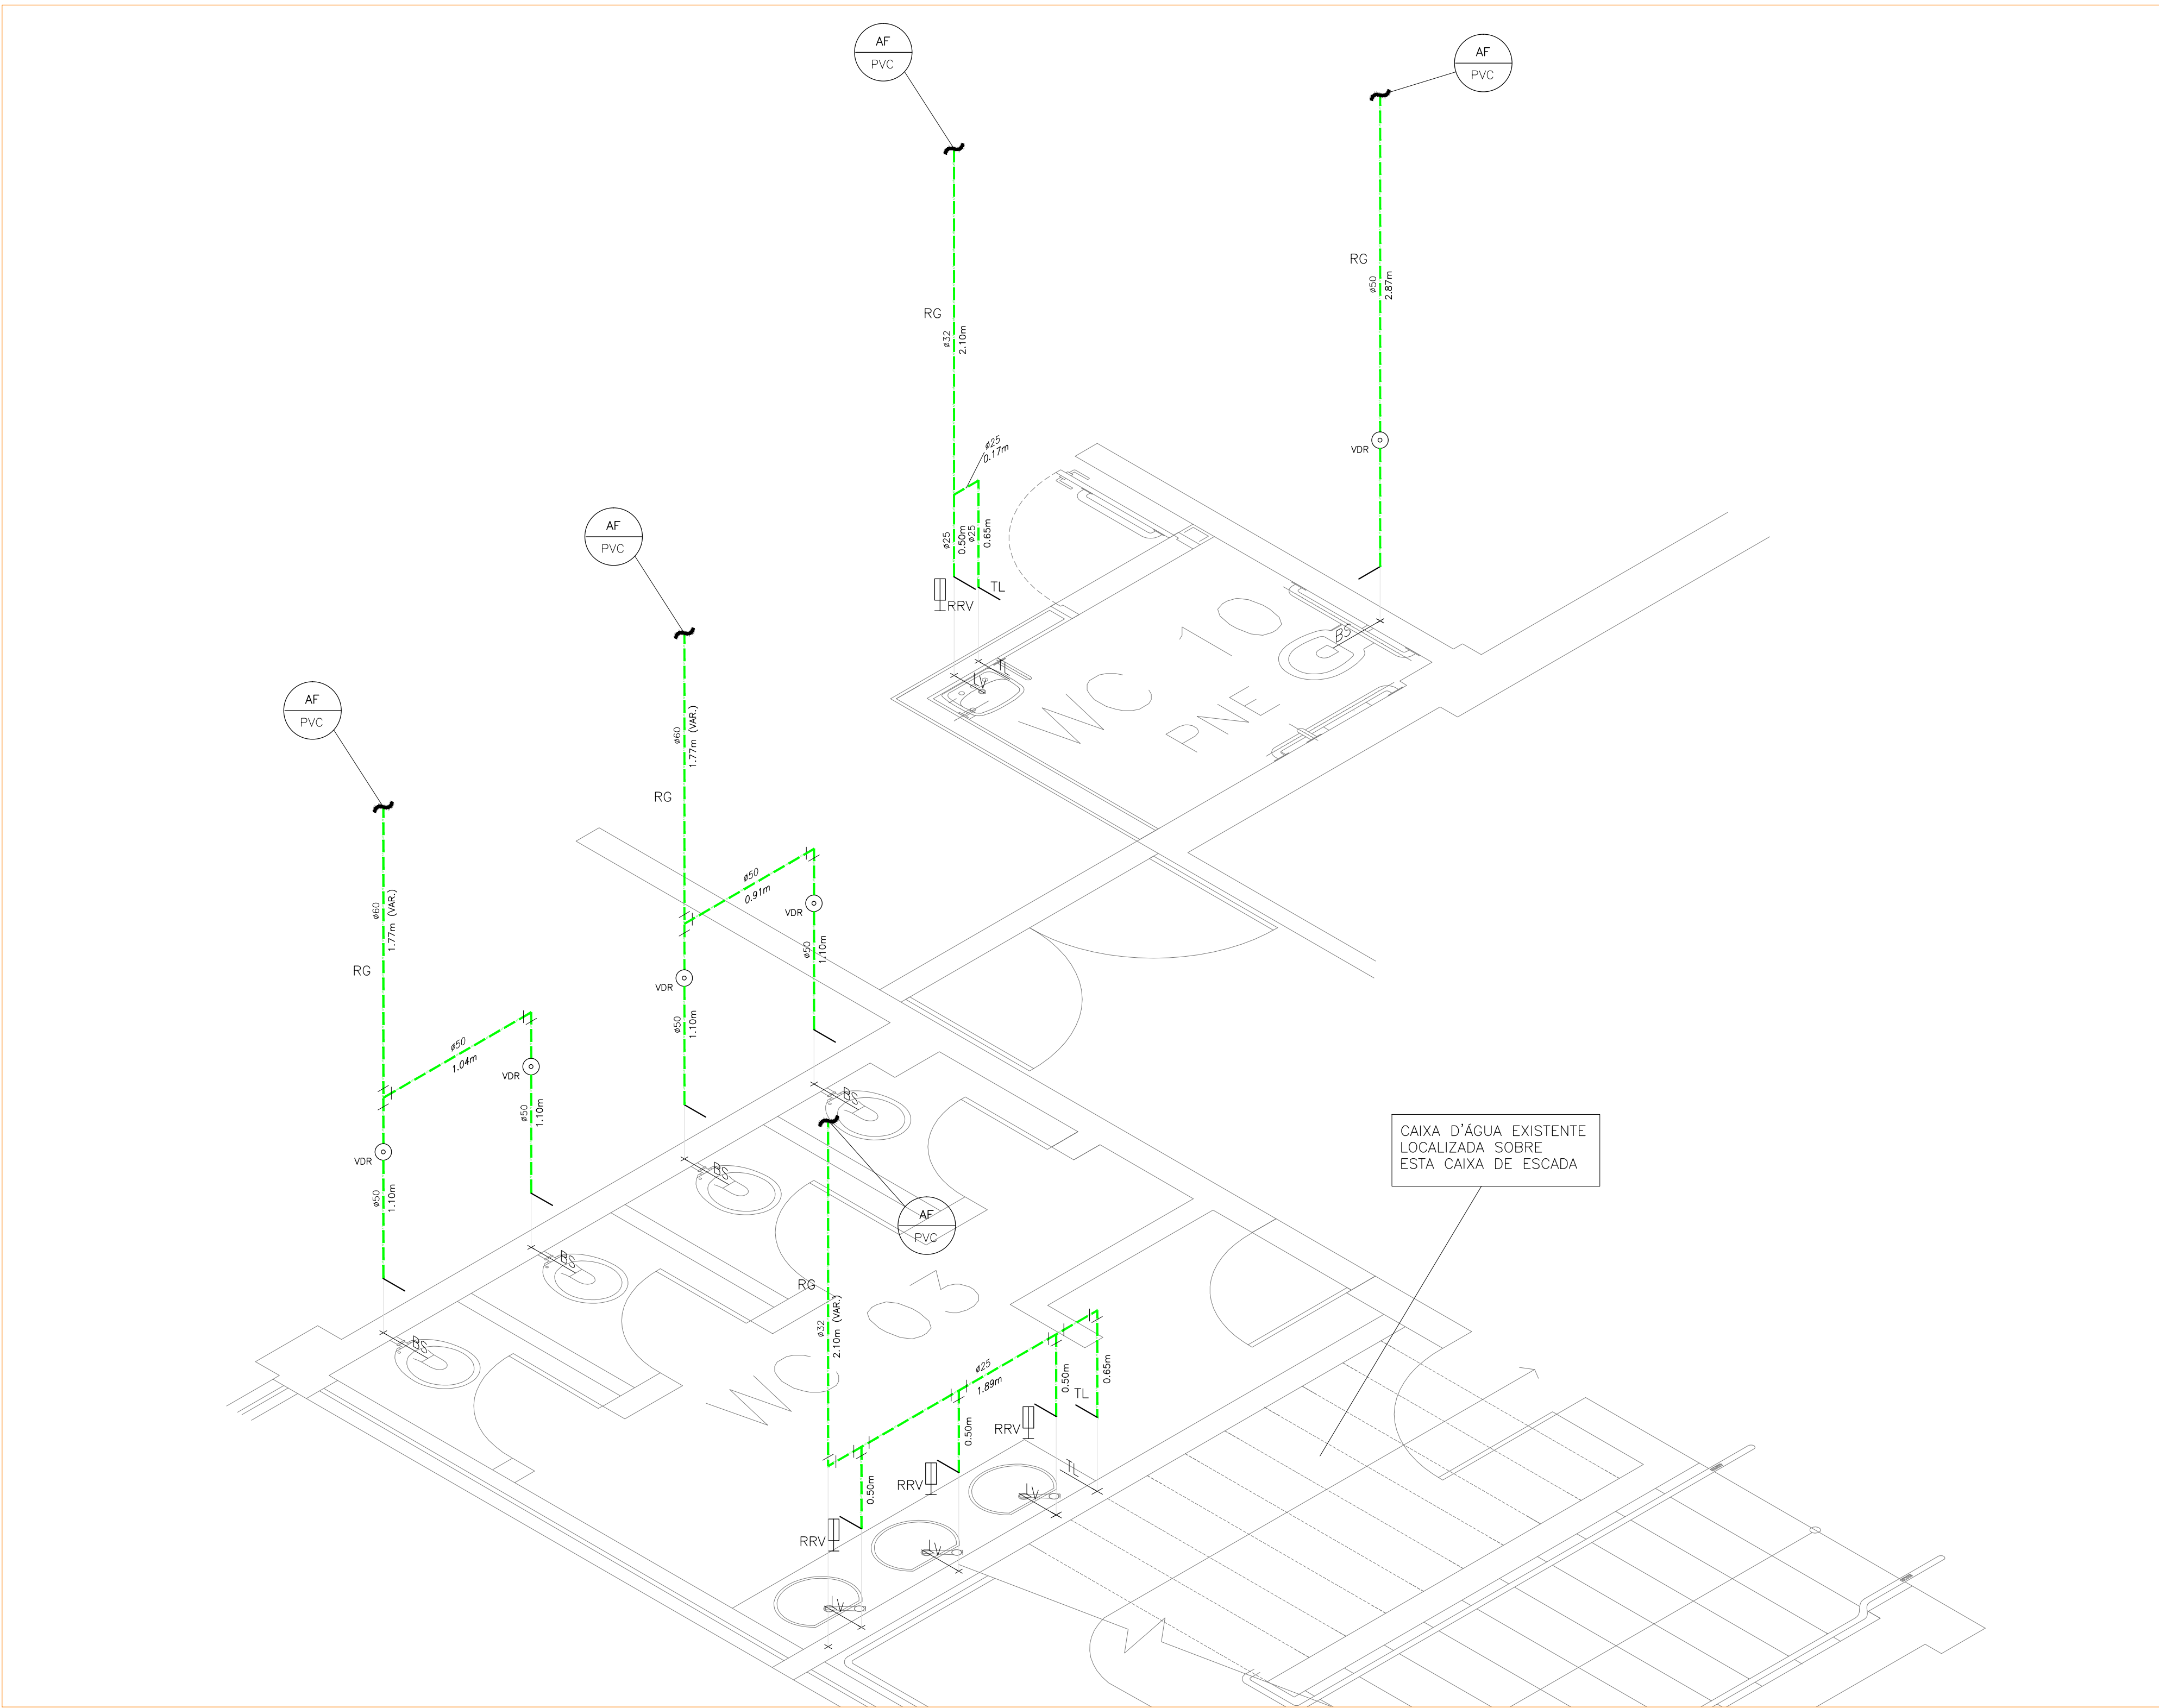 AF
PVC
AF
PVC
RG
ø50
2.87m
VDR
RG
ø32
2.10m
ø25
0.17m
ø25
0.50m
ø25
0.65m
TL
RRV
BS
TL
LV
WC 10
PNE
AF
PVC
ø60
1.77m (VAR.)
RG
ø50
0.91m
VDR
VDR
ø50
1.10m
ø50
1.10m
AF
PVC
ø60
1.77m (VAR.)
RG
ø50
1.04m
VDR
VDR
ø50
1.10m
ø50
1.10m
BS
BS
BS
BS
CAIXA D'ÁGUA EXISTENTE
LOCALIZADA SOBRE
ESTA CAIXA DE ESCADA
AF
PVC
RG
ø32
2.10m (VAR.)
WC 03
ø25
1.89m
0.65m
TL
0.50m
RRV
0.50m
RRV
0.50m
RRV
TL
LV
LV
LV